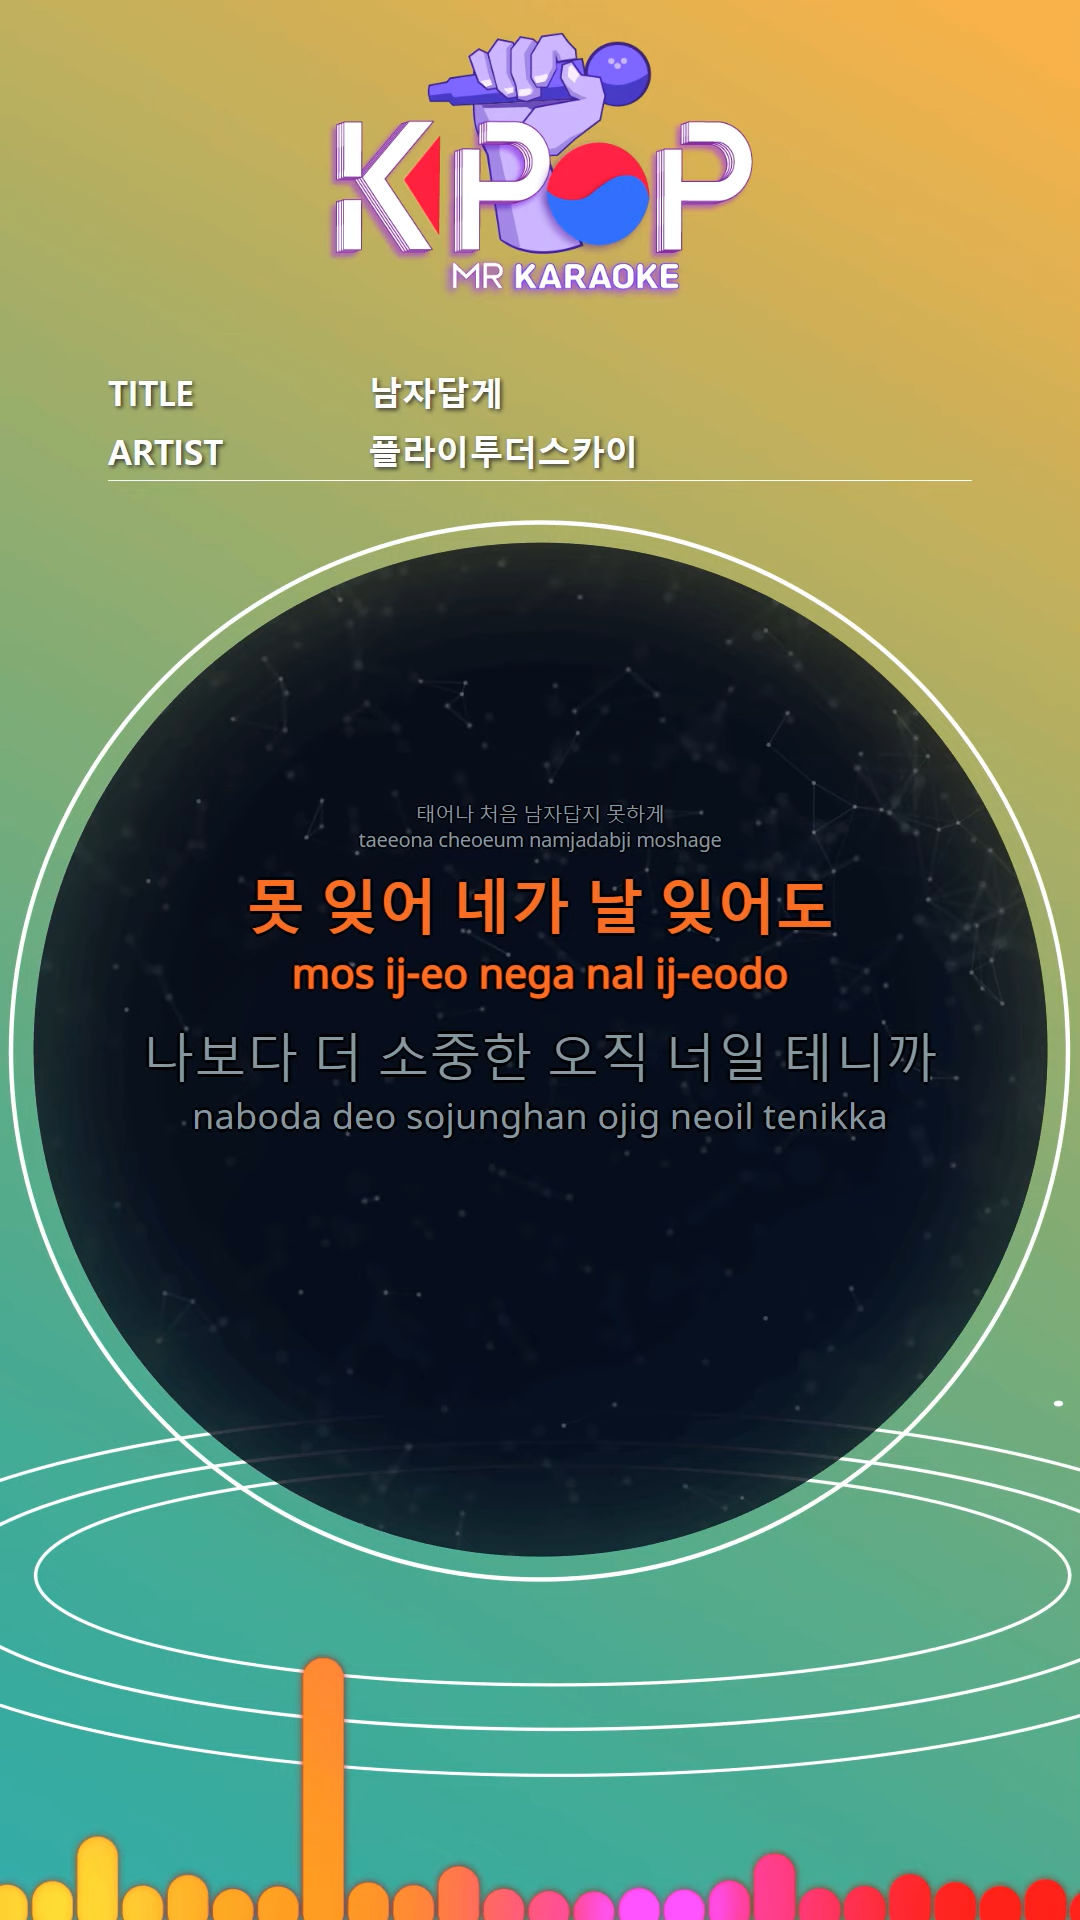 KPOP
MR KARAOKE
TITLE 남자답게
ARTIST 플라이투더스카이
태어나 처음 남자답지 못하게
taeeona cheoeum namjadabji moshage
못 잊어 네가 날 잊어도
mos ij-eo nega nal ij-eodo
나보다 더 소중한 오직 너일 테니까
naboda deo sojunghan ojig neoil tenikka